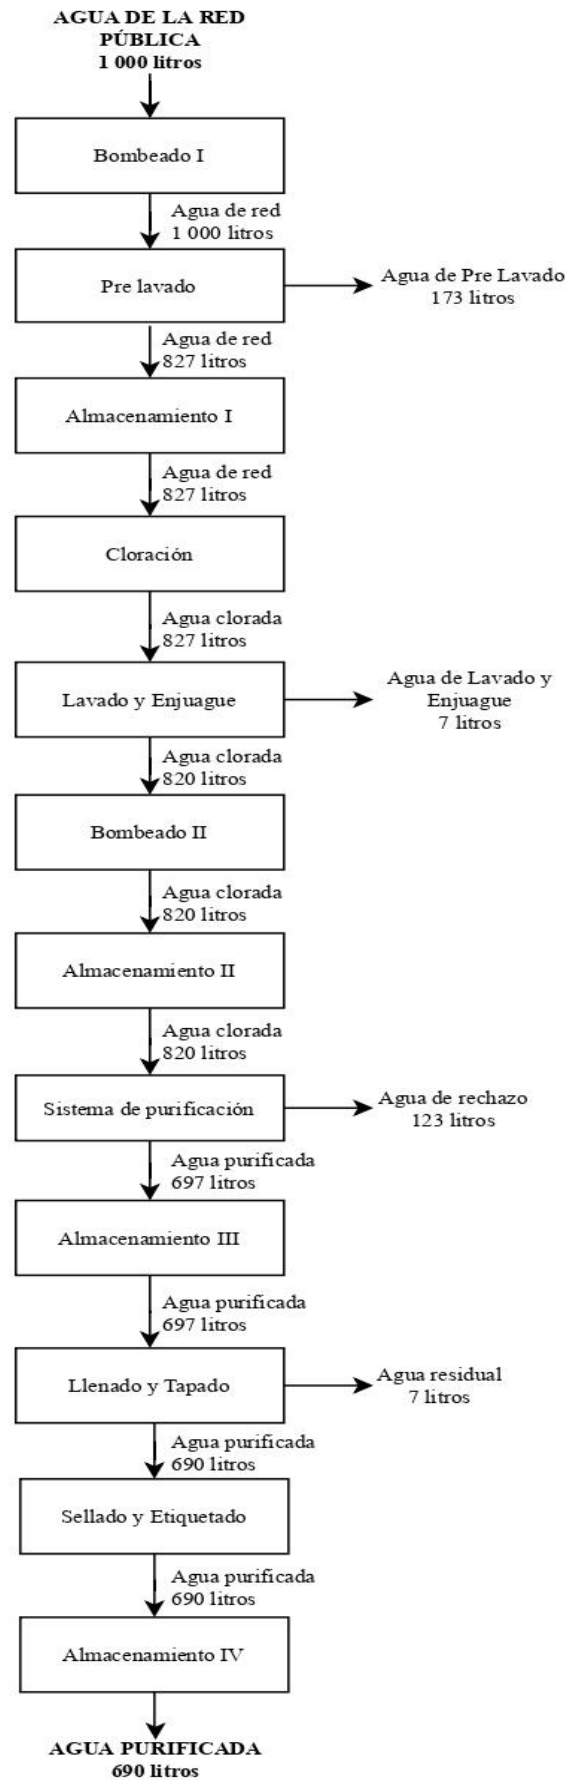 AGUA DE LA RED
PÚBLICA
1 000 litros
Bombeado I
Agua de red
1 000 litros
Pre lavado
Agua de Pre Lavado
173 litros
Agua de red
827 litros
Almacenamiento I
Agua de red
827 litros
Cloración
Agua clorada
827 litros
Lavado y Enjuague
Agua de Lavado y
Enjuague
7 litros
Agua clorada
820 litros
Bombeado II
Agua clorada
820 litros
Almacenamiento II
Agua clorada
820 litros
Sistema de purificación
Agua de rechazo
123 litros
Agua purificada
697 litros
Almacenamiento III
Agua purificada
697 litros
Llenado y Tapado
Agua residual
7 litros
Agua purificada
690 litros
Sellado y Etiquetado
Agua purificada
690 litros
Almacenamiento IV
AGUA PURIFICADA
690 litros